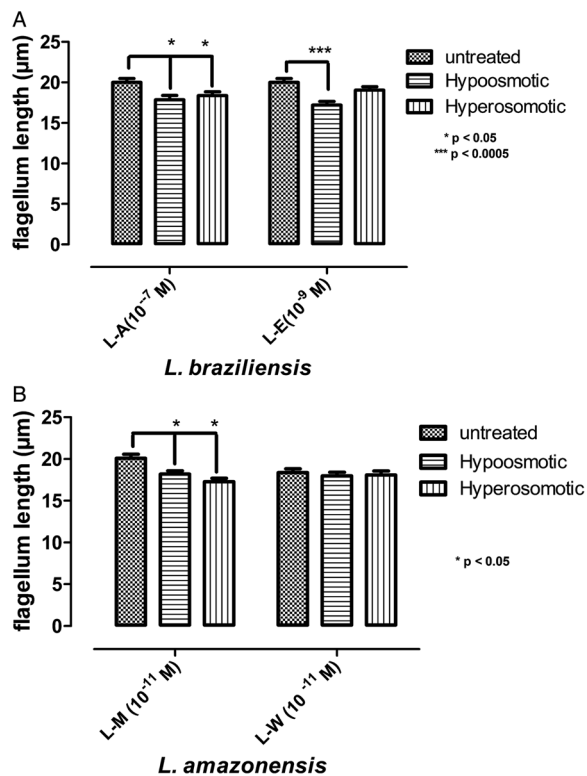 A
flagellum length (µm)
25
20
15
10
5
0
* *
***
untreated
Hypoosmotic
Hyperosomotic
* p < 0.05
*** p < 0.0005
L-A(10⁻⁷ M)
L-E(10⁻⁹ M)
L. braziliensis
B
flagellum length (µm)
25
20
15
10
5
0
* *
untreated
Hypoosmotic
Hyperosomotic
* p < 0.05
L-M (10⁻¹¹ M)
L-W (10⁻¹¹ M)
L. amazonensis